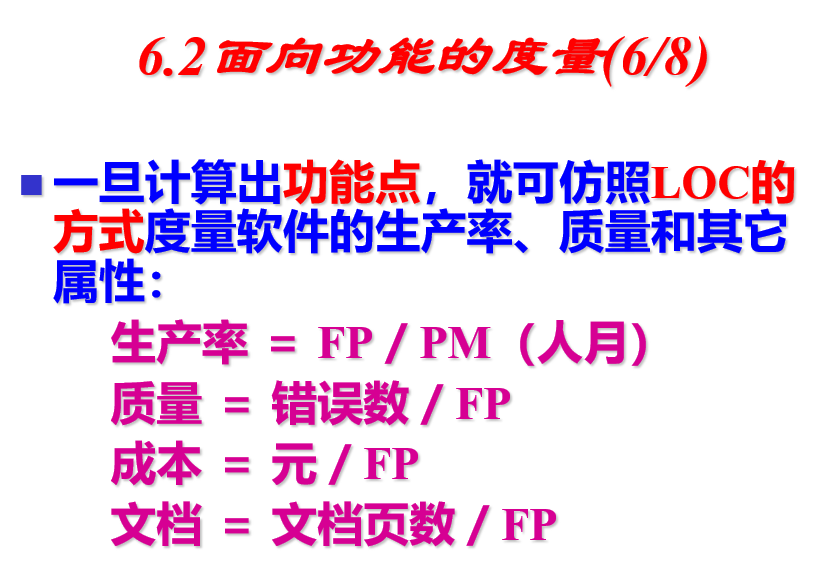 6.2面向功能的度量(6/8)
一旦计算出功能点，就可仿照LOC的
方式度量软件的生产率、质量和其它
属性：
生产率 = FP / PM（人月）
质量 = 错误数 / FP
成本 = 元 / FP
文档 = 文档页数 / FP